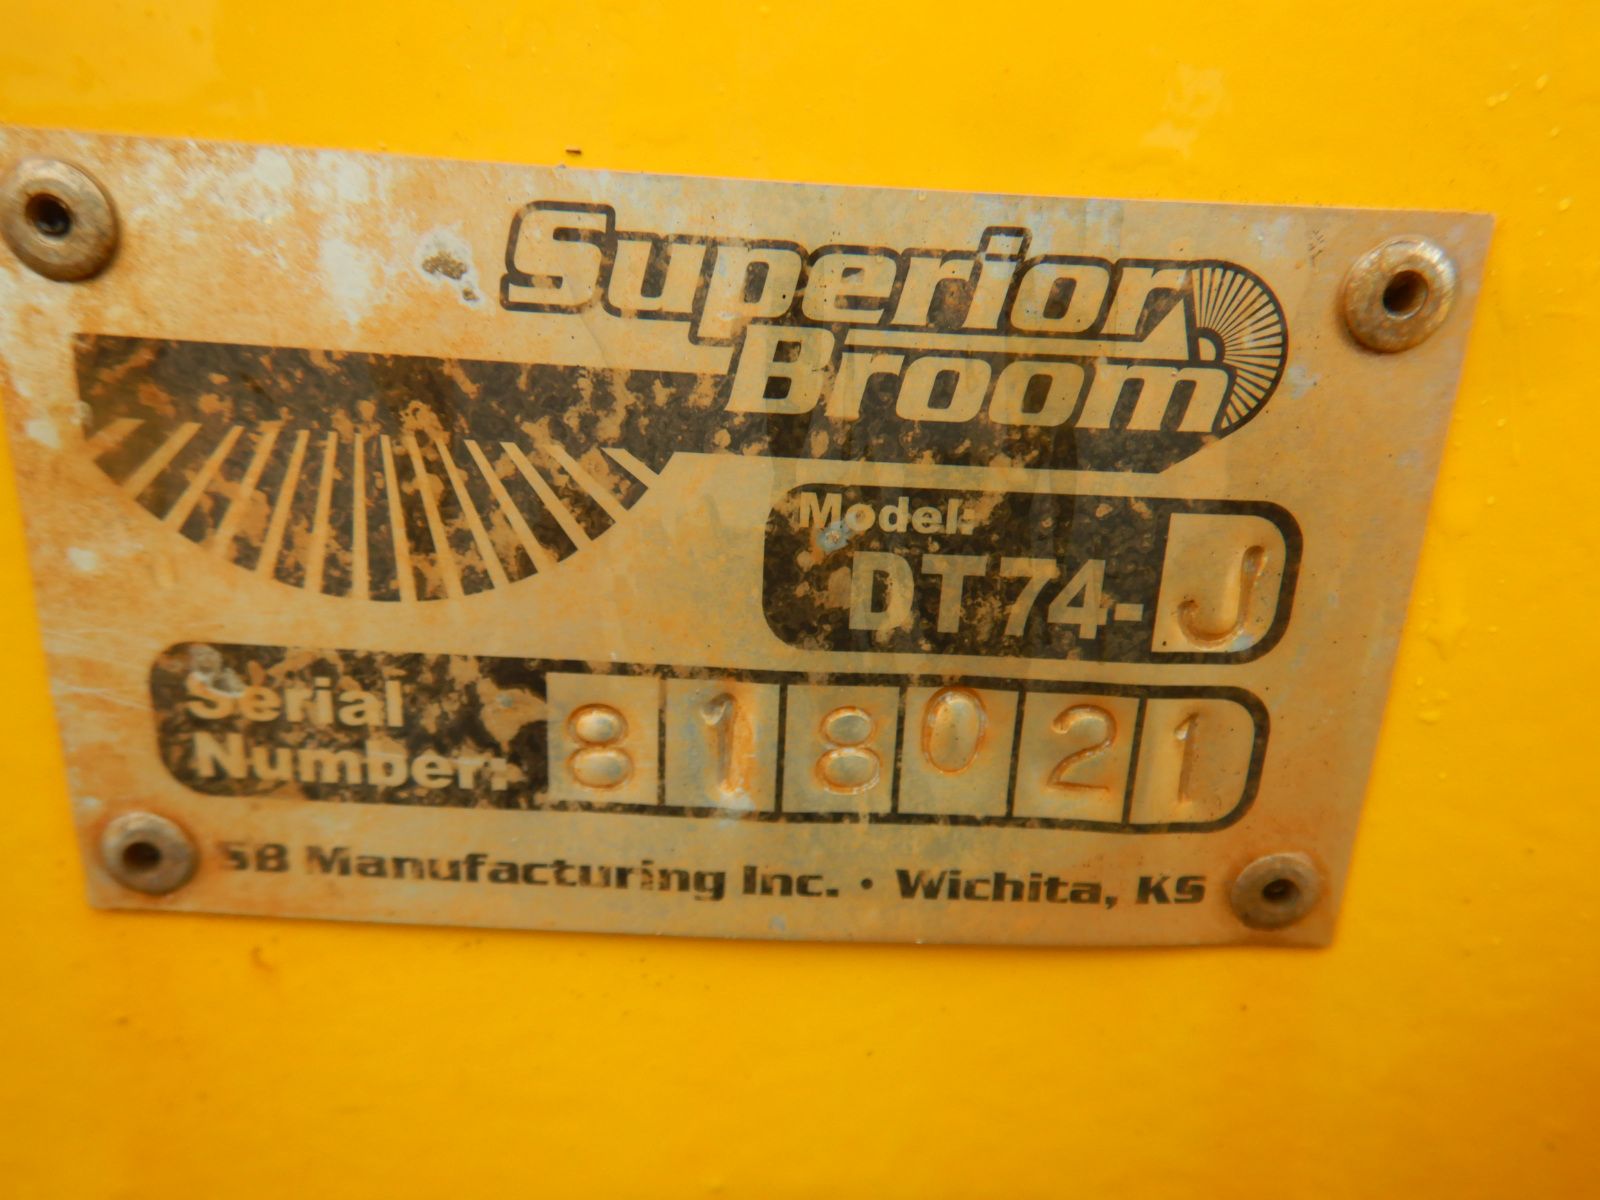 Superior
Broom
Model:
DT74-J
Serial
Number: 818021
SB Manufacturing Inc. • Wichita, KS